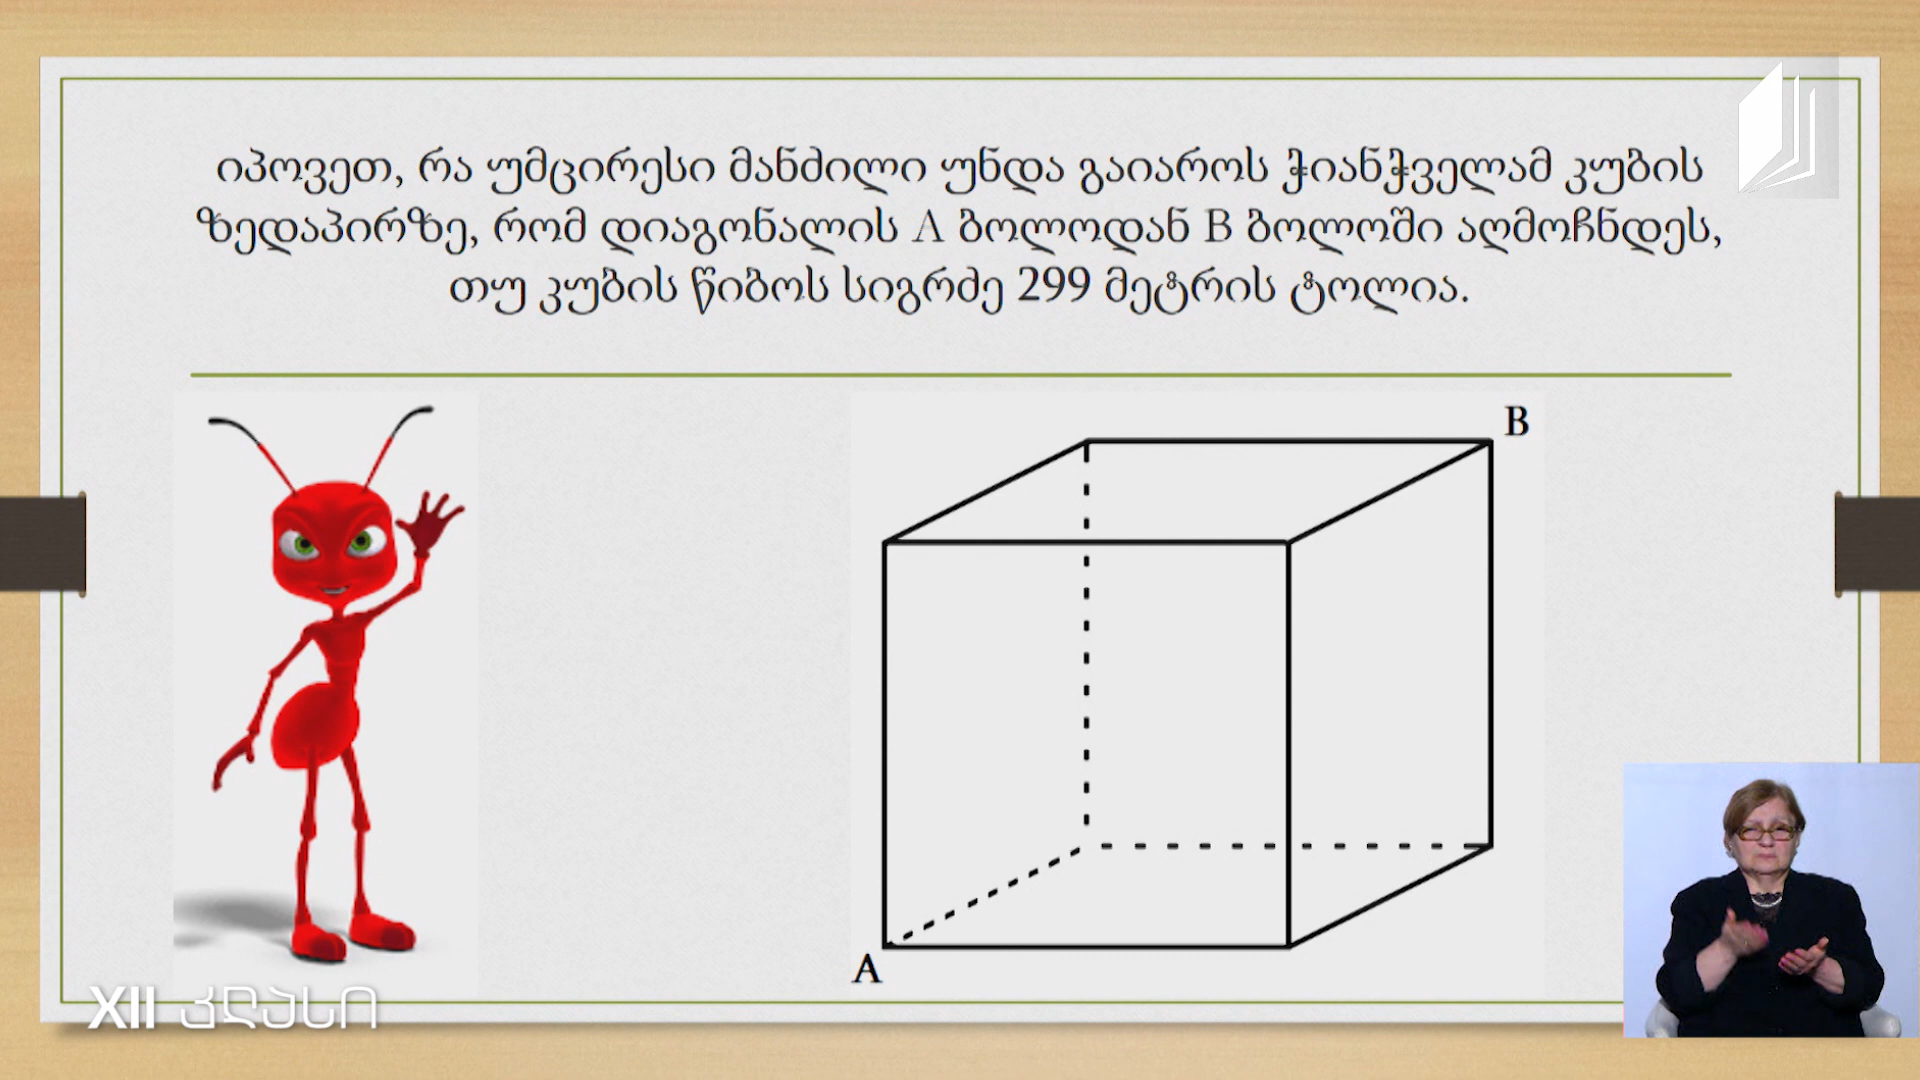 იპოვეთ, რა უმცირესი მანძილი უნდა გაიაროს ჭიანჭველამ კუბის
ზედაპირზე, რომ დიაგონალის A ბოლოდან B ბოლოში აღმოჩნდეს,
თუ კუბის წიბოს სიგრძე 299 მეტრის ტოლია.
B
A
XII კლასი